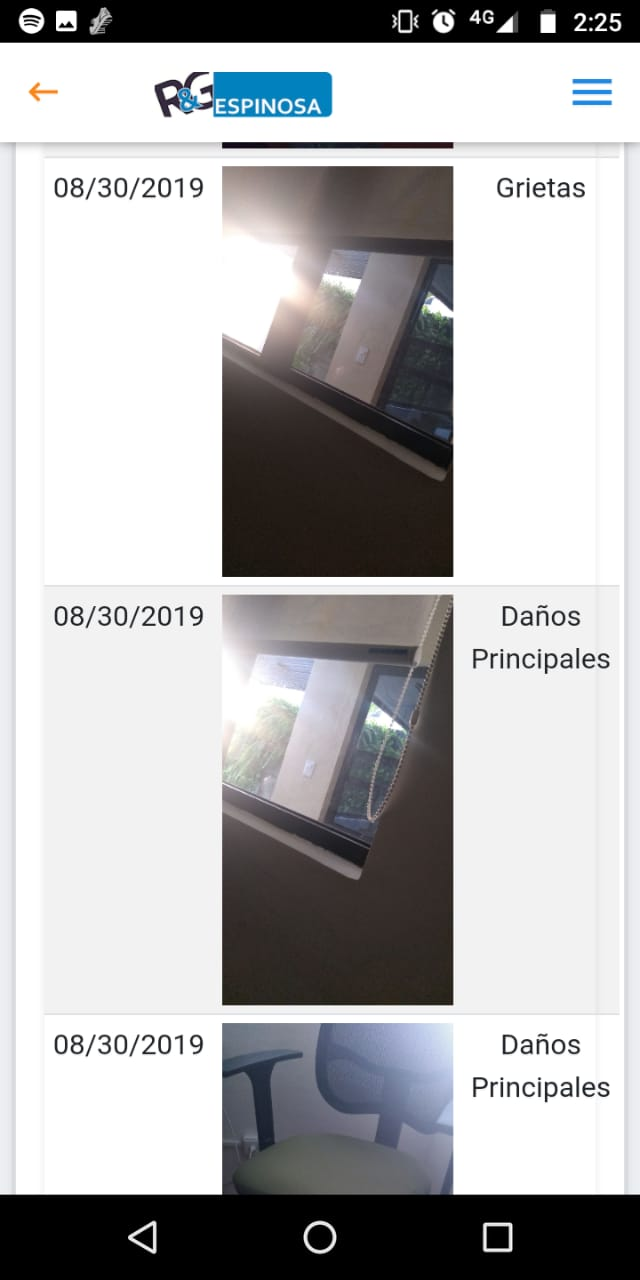 4G 2:25
R&G ESPINOSA
08/30/2019 Grietas
08/30/2019 Daños
Principales
08/30/2019 Daños
Principales